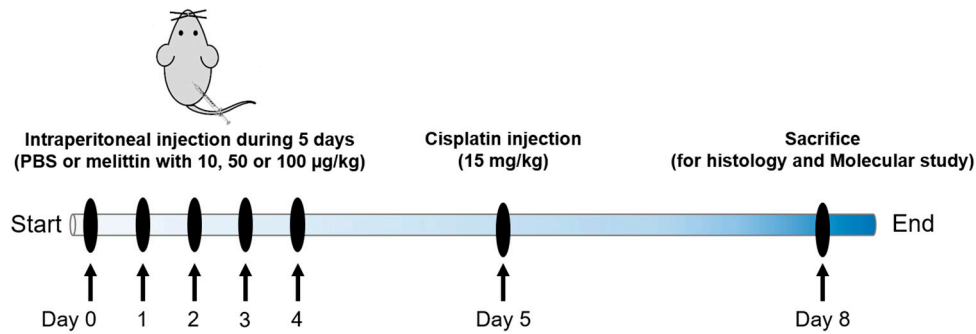 Intraperitoneal injection during 5 days
(PBS or melittin with 10, 50 or 100 µg/kg)
Cisplatin injection
(15 mg/kg)
Sacrifice
(for histology and Molecular study)
Start
End
Day 0 1 2 3 4 Day 5 Day 8